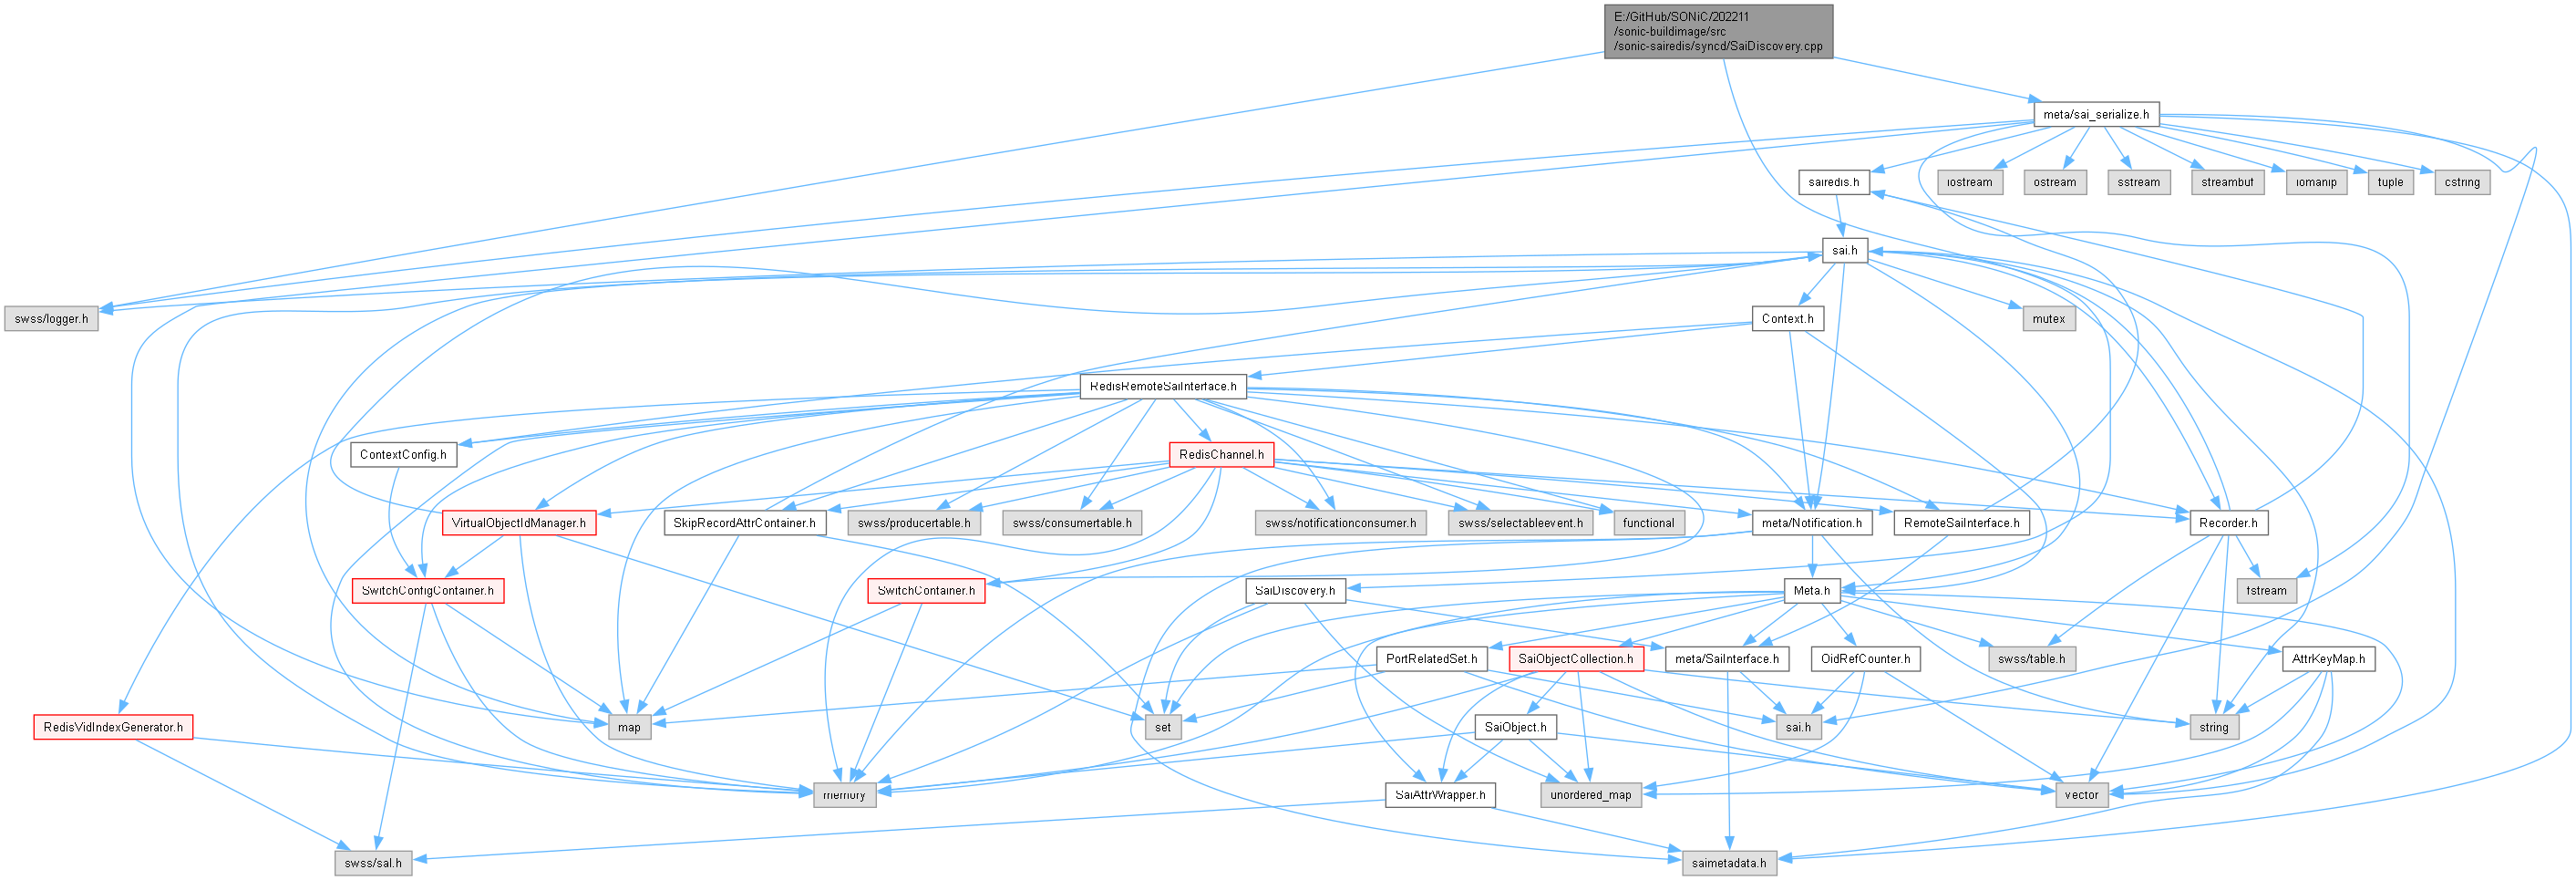 E:/GitHub/SONiC/202211
/sonic-buildimage/src
/sonic-sairedis/syncd/SaiDiscovery.cpp
meta/sai_serialize.h
sairedis.h
iostream
ostream
sstream
streambuf
iomanip
tuple
cstring
sai.h
swss/logger.h
Context.h
mutex
RedisRemoteSaiInterface.h
ContextConfig.h
RedisChannel.h
VirtualObjectIdManager.h
SkipRecordAttrContainer.h
swss/producertable.h
swss/consumertable.h
swss/notificationconsumer.h
swss/selectableevent.h
functional
meta/Notification.h
RemoteSaiInterface.h
Recorder.h
SwitchConfigContainer.h
SwitchContainer.h
SaiDiscovery.h
Meta.h
fstream
PortRelatedSet.h
SaiObjectCollection.h
meta/SaiInterface.h
OidRefCounter.h
swss/table.h
AttrKeyMap.h
RedisVidIndexGenerator.h
map
set
SaiObject.h
sai.h
string
memory
SaiAttrWrapper.h
unordered_map
vector
swss/sal.h
saimetadata.h